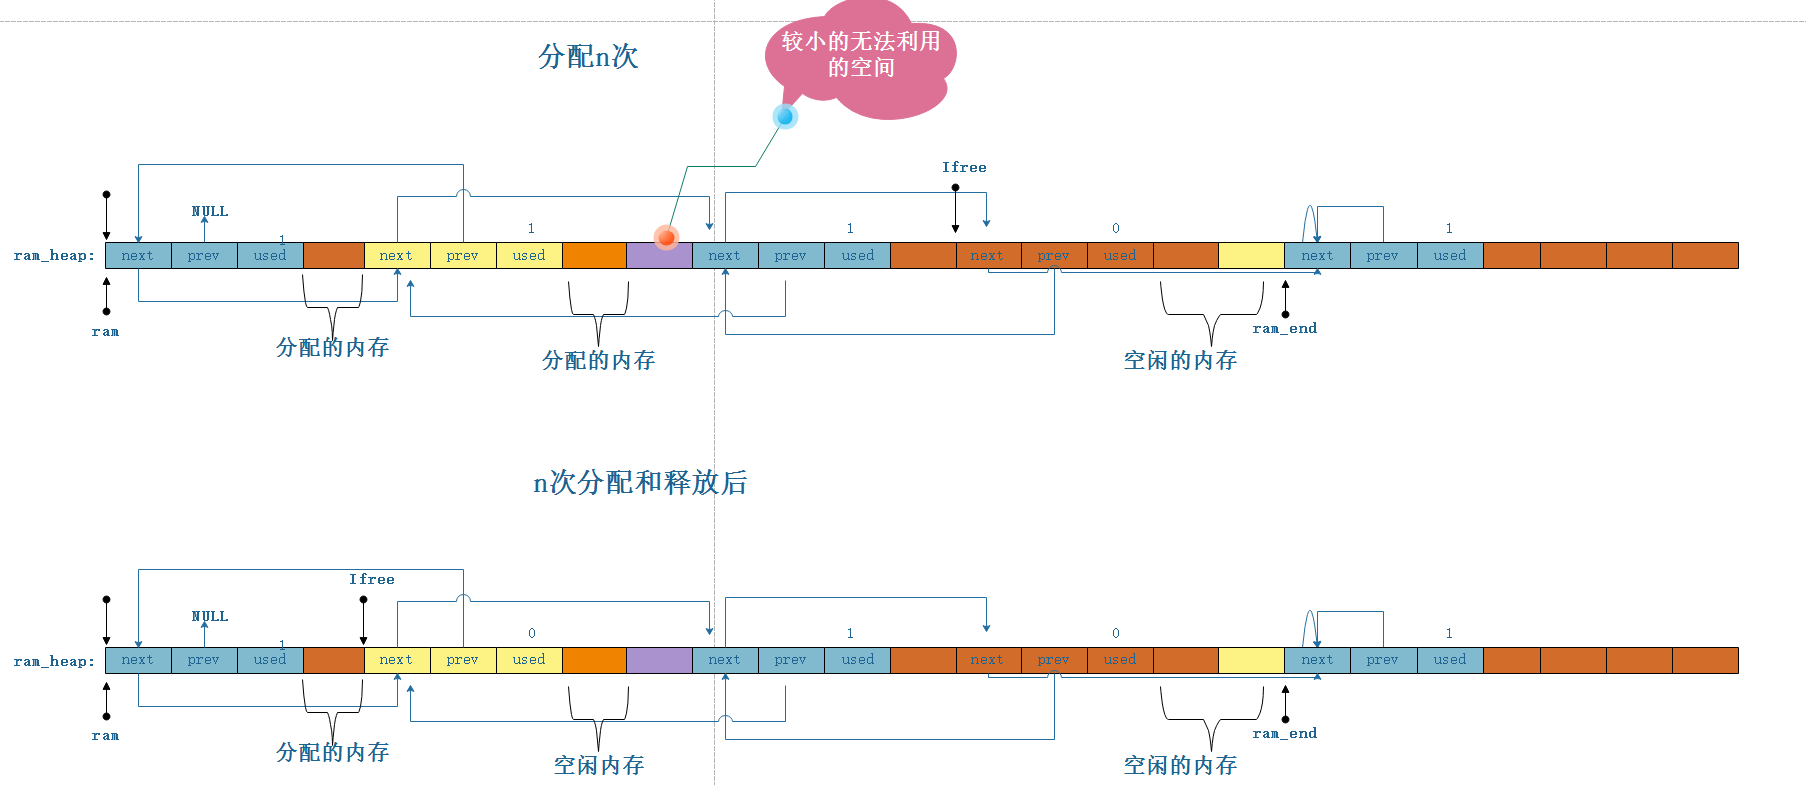 较小的无法利用
的空间
分配n次
Ifree
NULL
1 1 1 0 1
ram_heap: next prev used next prev used next prev used next prev used next prev used
ram
ram_end
分配的内存
分配的内存
空闲的内存
n次分配和释放后
Ifree
NULL
1 0 1 0 1
ram_heap: next prev used next prev used next prev used next prev used next prev used
ram
ram_end
分配的内存
空闲内存
空闲的内存